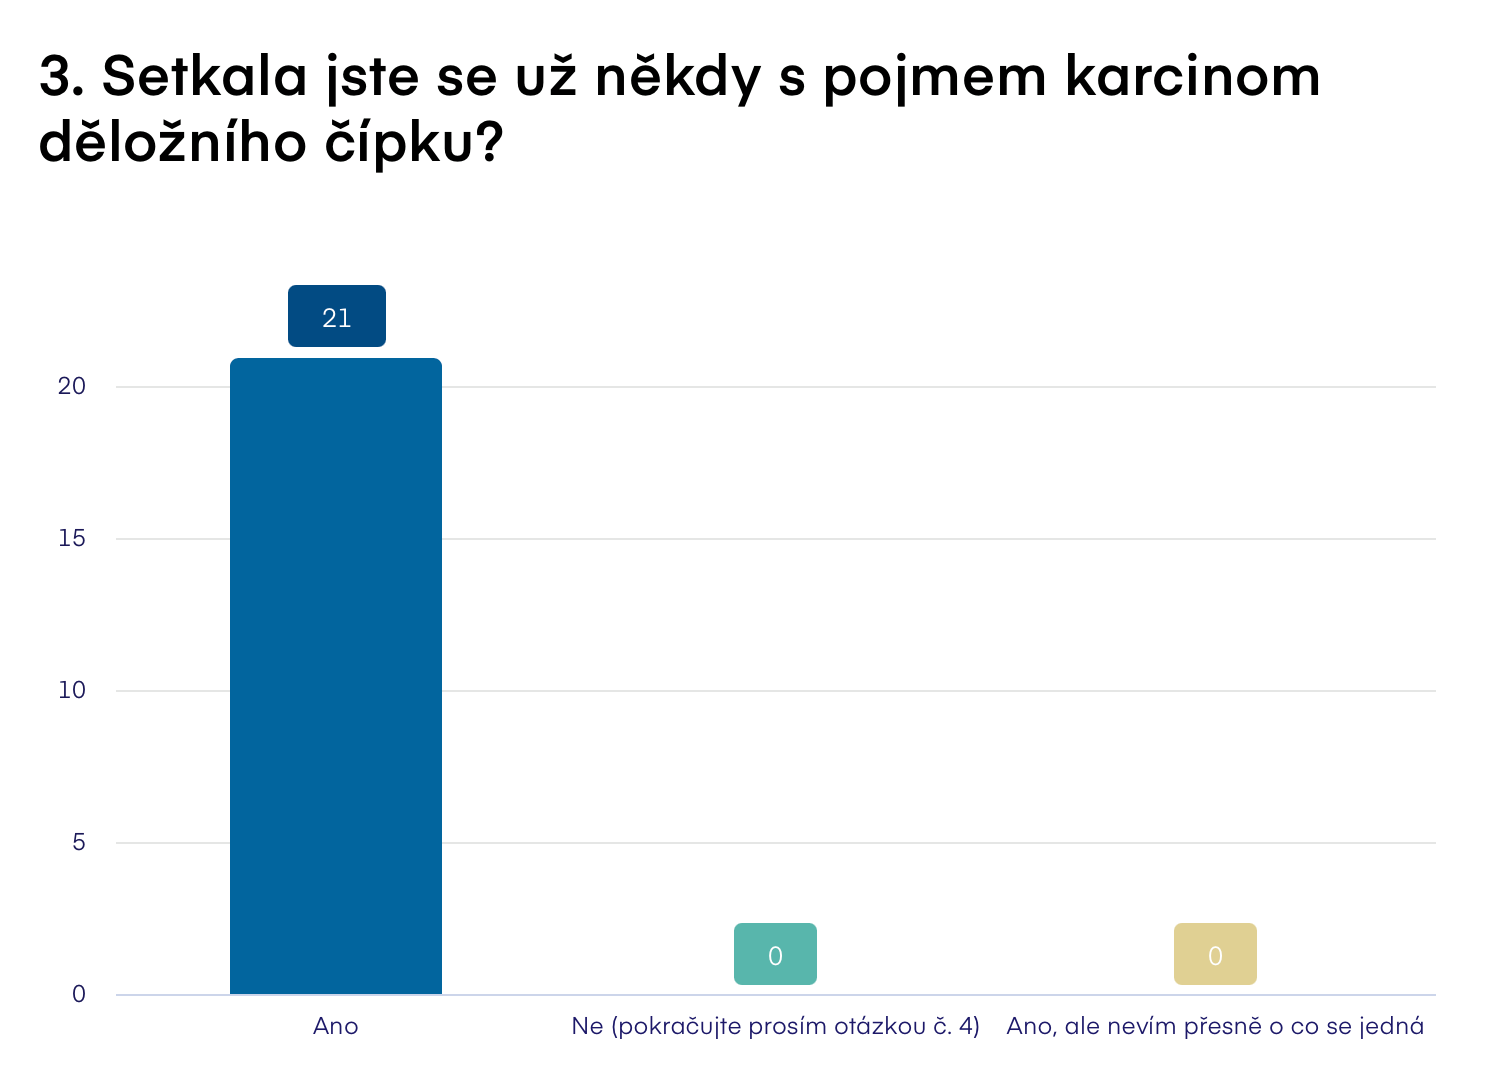 3. Setkala jste se už někdy s pojmem karcinom
děložního čípku?
21
20
15
10
5
0
0
0
Ano
Ne (pokračujte prosím otázkou č. 4)
Ano, ale nevím přesně o co se jedná